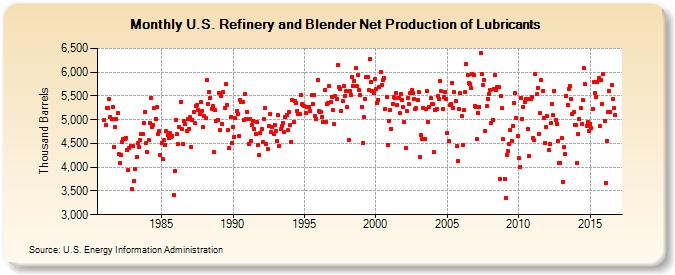 Monthly U.S. Refinery and Blender Net Production of Lubricants
Thousand Barrels
6,500
6,000
5,500
5,000
4,500
4,000
3,500
3,000
1985 1990 1995 2000 2005 2010 2015
Source: U.S. Energy Information Administration